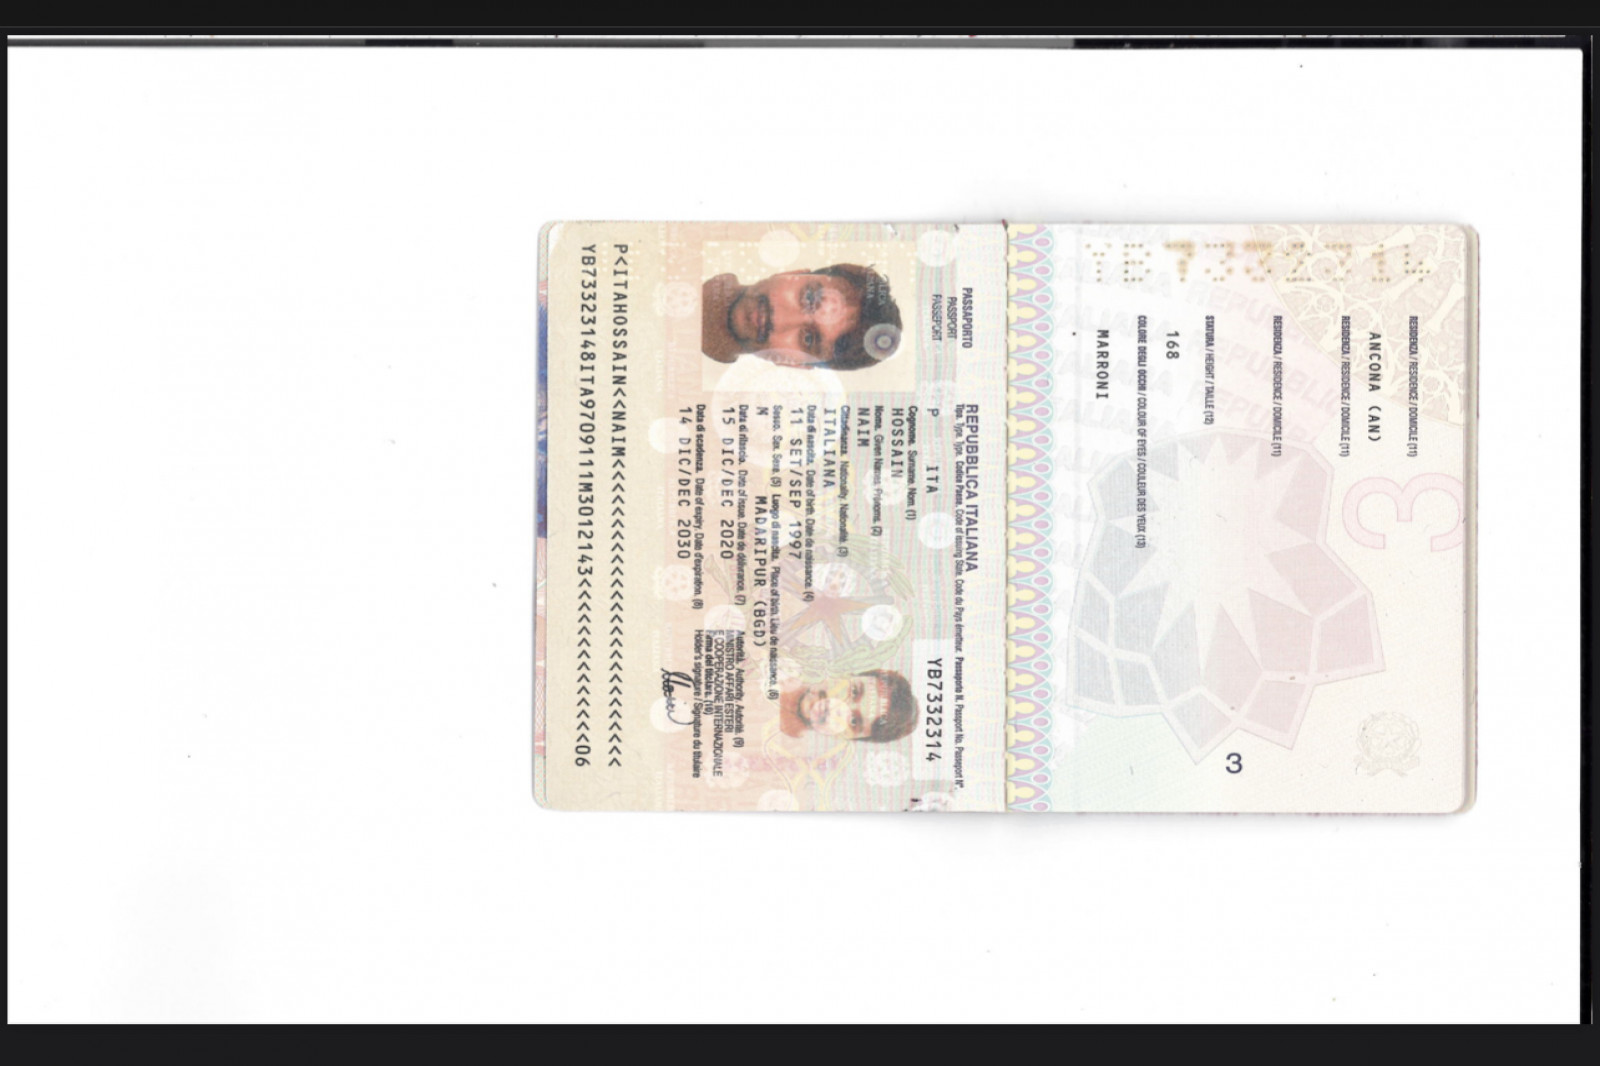 RESIDENZA / RESIDENCE / DOMICILE (11)
ANCONA (AN)
RESIDENZA / RESIDENCE / DOMICILE (11)
RESIDENZA / RESIDENCE / DOMICILE (11)
STATURA / HEIGHT / TAILLE (12)
168
COLORE DEGLI OCCHI / COLOUR OF EYES / COULEUR DES YEUX (13)
MARRONI
3
3
PASSAPORTO
PASSPORT
PASSEPORT
REPUBBLICA ITALIANA
Tipo. Type. Type. Codice Paese. Code of issuing State. Code du Pays émetteur. Passaporto N. Passport No. Passeport N°.
P ITA YB7332314
Cognome. Surname. Nom. (1)
HOSSAIN
Nome. Given Names. Prénoms. (2)
NAIM
Cittadinanza. Nationality. Nationalité. (3)
ITALIANA
Data di nascita. Date of birth. Date de naissance. (4)
11 SET/SEP 1997
Sesso. Sex. Sexe. (5) Luogo di nascita. Place of birth. Lieu de naissance. (6)
M MADARIPUR (BGD)
Data di rilascio. Date of issue. Date de délivrance. (7)
15 DIC/DEC 2020
Data di scadenza. Date of expiry. Date d'expiration. (8)
14 DIC/DEC 2030
Autorità. Authority. Autorité. (9)
MINISTRO AFFARI ESTERI
E COOPERAZIONE INTERNAZIONALE
Firma del titolare. (10)
Holder's signature / Signature du titulaire
P<ITAHOSSAIN<<NAIM<<<<<<<<<<<<<<<<<<<<<<<<<<
YB73323148ITA9709111M3012143<<<<<<<<<<<<<<06